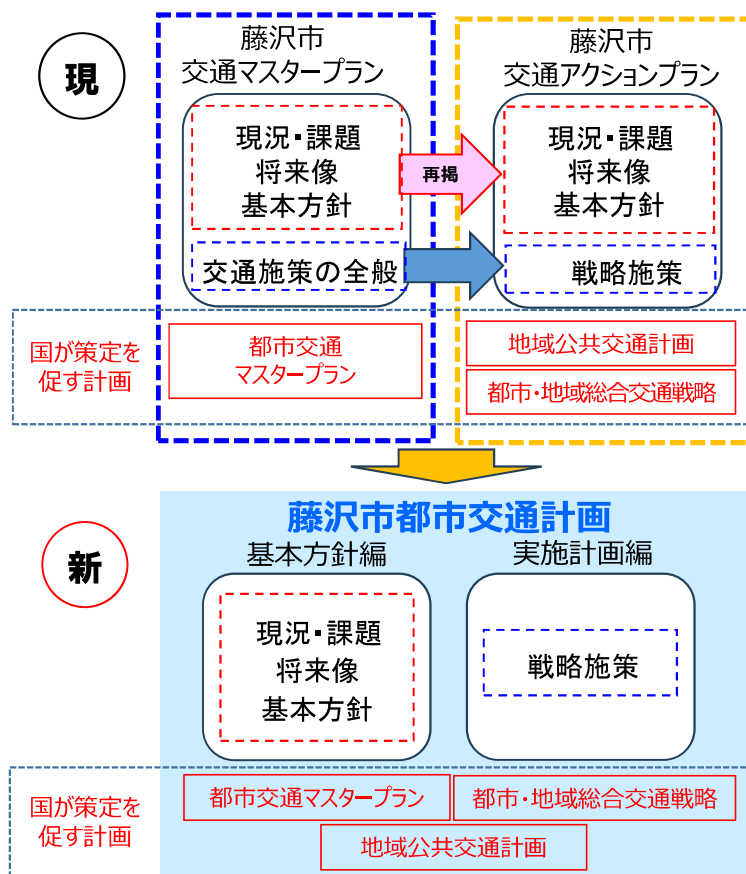 現
藤沢市
交通マスタープラン
現況・課題
将来像
基本方針
交通施策の全般
再掲
藤沢市
交通アクションプラン
現況・課題
将来像
基本方針
戦略施策
国が策定を
促す計画
都市交通
マスタープラン
地域公共交通計画
都市・地域総合交通戦略
新
藤沢市都市交通計画
基本方針編
現況・課題
将来像
基本方針
実施計画編
戦略施策
国が策定を
促す計画
都市交通マスタープラン
都市・地域総合交通戦略
地域公共交通計画